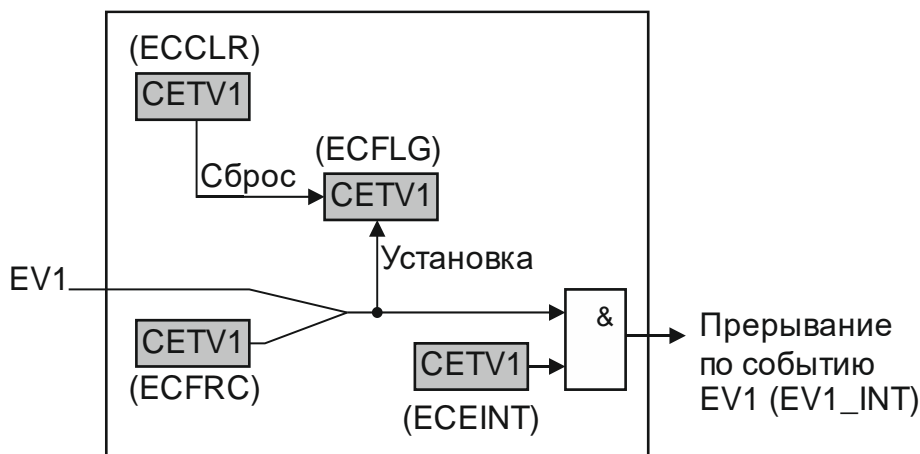 (ECCLR)
CETV1
(ECFLG)
Сброс
CETV1
Установка
EV1
&
CETV1
(ECFRC)
CETV1
(ECEINT)
Прерывание
по событию
EV1 (EV1_INT)